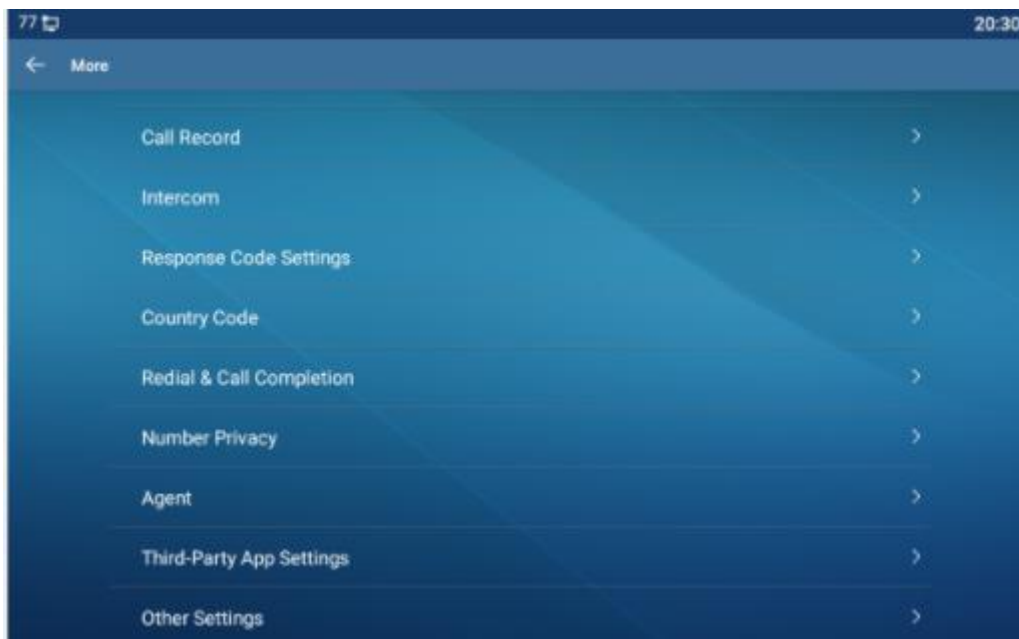 77
20:30
More
Call Record
Intercom
Response Code Settings
Country Code
Redial & Call Completion
Number Privacy
Agent
Third-Party App Settings
Other Settings